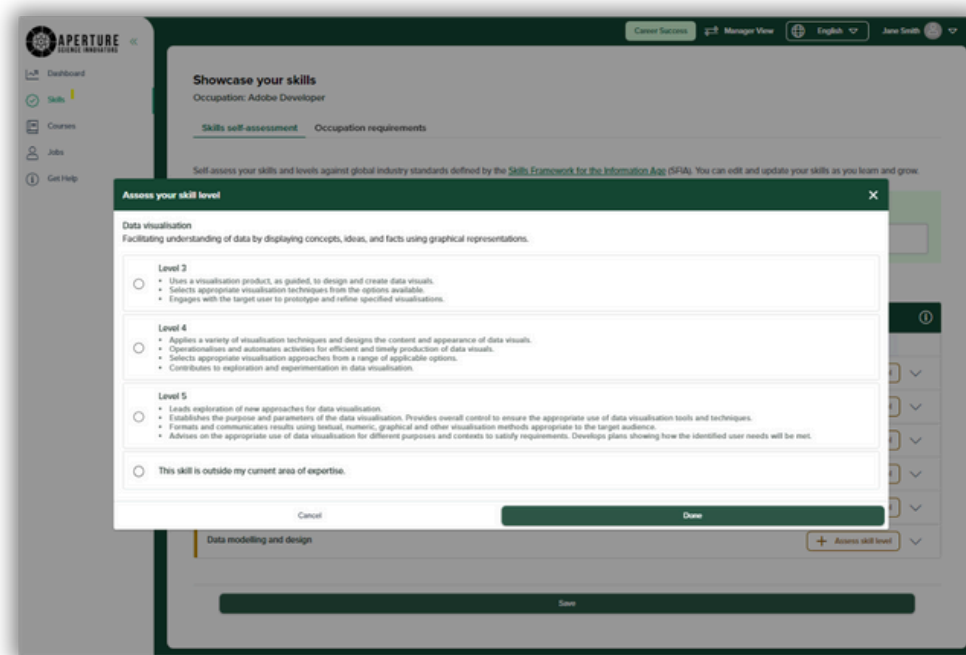 APERTURE
SCIENCE INNOVATORS
Career Success
Manager View
English
Jane Smith
Dashboard
Skills
Courses
Jobs
Get Help
Showcase your skills
Occupation: Adobe Developer
Skills self-assessment
Occupation requirements
Self-assess your skills and levels against global industry standards defined by the Skills Framework for the Information Age (SFIA). You can edit and update your skills as you learn and grow.
Assess your skill level
Data visualisation
Facilitating understanding of data by displaying concepts, ideas, and facts using graphical representations.
Level 3
• Uses a visualisation product, as guided, to design and create data visuals.
• Selects appropriate visualisation techniques from the options available.
• Engages with the target user to prototype and refine specified visualisations.
Level 4
• Applies a variety of visualisation techniques and designs the content and appearance of data visuals.
• Operationalises and automates activities for efficient and timely production of data visuals.
• Selects appropriate visualisation approaches from a range of applicable options.
• Contributes to exploration and experimentation in data visualisation.
Level 5
• Leads exploration of new approaches for data visualisation.
• Establishes the purpose and parameters of the data visualisation. Provides overall control to ensure the appropriate use of data visualisation tools and techniques.
• Formats and communicates results using textual, numeric, graphical and other visualisation methods appropriate to the target audience.
• Advises on the appropriate use of data visualisation for different purposes and contexts to satisfy requirements. Develops plans showing how the identified user needs will be met.
This skill is outside my current area of expertise.
Cancel
Done
Data modelling and design
+ Assess skill level
Save